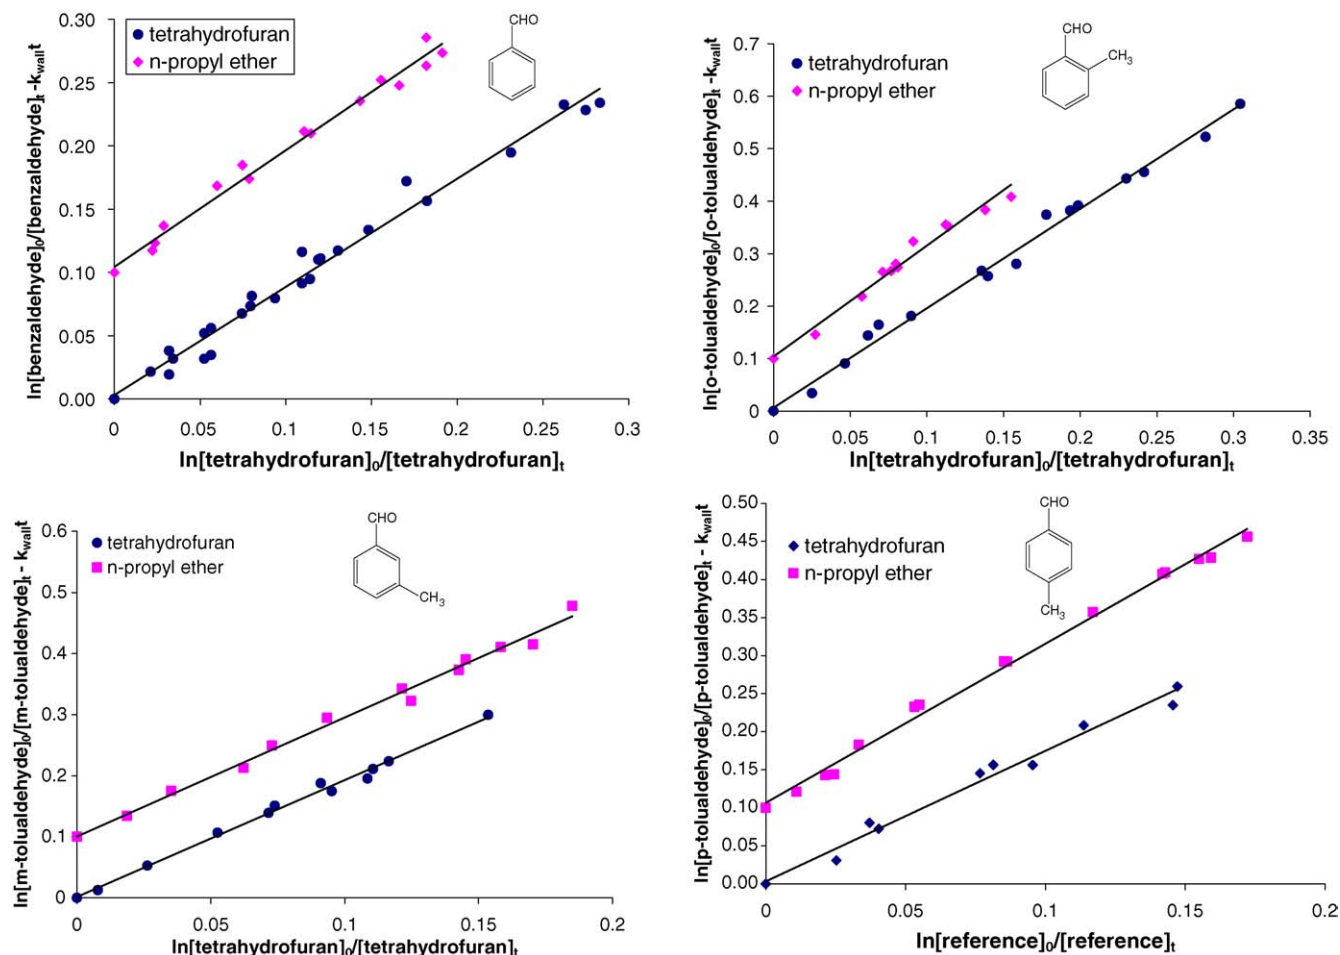 ln[benzaldehyde]₀/[benzaldehyde]ₜ -k_wall t
0.30
0.25
0.20
0.15
0.10
0.05
0.00
tetrahydrofuran
n-propyl ether
CHO
0 0.05 0.1 0.15 0.2 0.25 0.3
ln[tetrahydrofuran]₀/[tetrahydrofuran]ₜ
ln[o-tolualdehyde]₀/[o-tolualdehyde]ₜ -k_wall t
0.7
0.6
0.5
0.4
0.3
0.2
0.1
0
tetrahydrofuran
n-propyl ether
CHO
CH₃
0 0.05 0.1 0.15 0.2 0.25 0.3 0.35
ln[tetrahydrofuran]₀/[tetrahydrofuran]ₜ
ln[m-tolualdehyde]₀/[m-tolualdehyde]ₜ - k_wall t
0.6
0.5
0.4
0.3
0.2
0.1
0
tetrahydrofuran
n-propyl ether
CHO
CH₃
0 0.05 0.1 0.15 0.2
ln[tetrahydrofuran]₀/[tetrahydrofuran]ₜ
ln[p-tolualdehyde]₀/[p-tolualdehyde]ₜ - k_wall t
0.50
0.45
0.40
0.35
0.30
0.25
0.20
0.15
0.10
0.05
0.00
tetrahydrofuran
n-propyl ether
CHO
CH₃
0 0.05 0.1 0.15 0.2
ln[reference]₀/[reference]ₜ